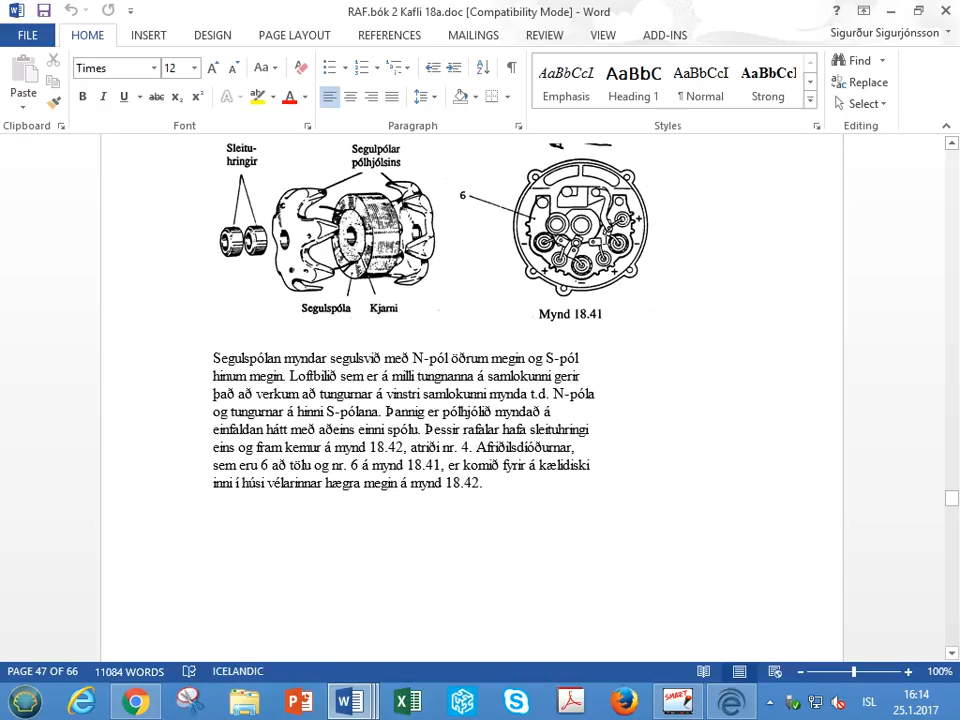 RAF.bók 2 Kafli 18a.doc [Compatibility Mode] - Word
FILE HOME INSERT DESIGN PAGE LAYOUT REFERENCES MAILINGS REVIEW VIEW ADD-INS
Sigurður Sigurjónsson
Paste
Times 12
Aa
B I U abc x₂ x²
A A
AaBbCcI AaBbC AaBbCcI AaBbCcI
Emphasis Heading 1 ¶ Normal Strong
Find
Replace
Select
Clipboard Font Paragraph Styles Editing
Sleitu-
hringir
Segulpólar
pólhjólsins
6
Segulspóla Kjarni
Mynd 18.41
Segulspólan myndar segulsvið með N-pól öðrum megin og S-pól
hinum megin. Loftbilið sem er á milli tungnanna á samlokunni gerir
það að verkum að tungurnar á vinstri samlokunni mynda t.d. N-póla
og tungurnar á hinni S-pólana. Þannig er pólhjólið myndað á
einfaldan hátt með aðeins einni spólu. Þessir rafalar hafa sleituhringi
eins og fram kemur á mynd 18.42, atriði nr. 4. Afriðilsdíóðurnar,
sem eru 6 að tölu og nr. 6 á mynd 18.41, er komið fyrir á kælidiski
inni í húsi vélarinnar hægra megin á mynd 18.42.
PAGE 47 OF 66 11084 WORDS ICELANDIC 100%
SMART
ISL
16:14
25.1.2017